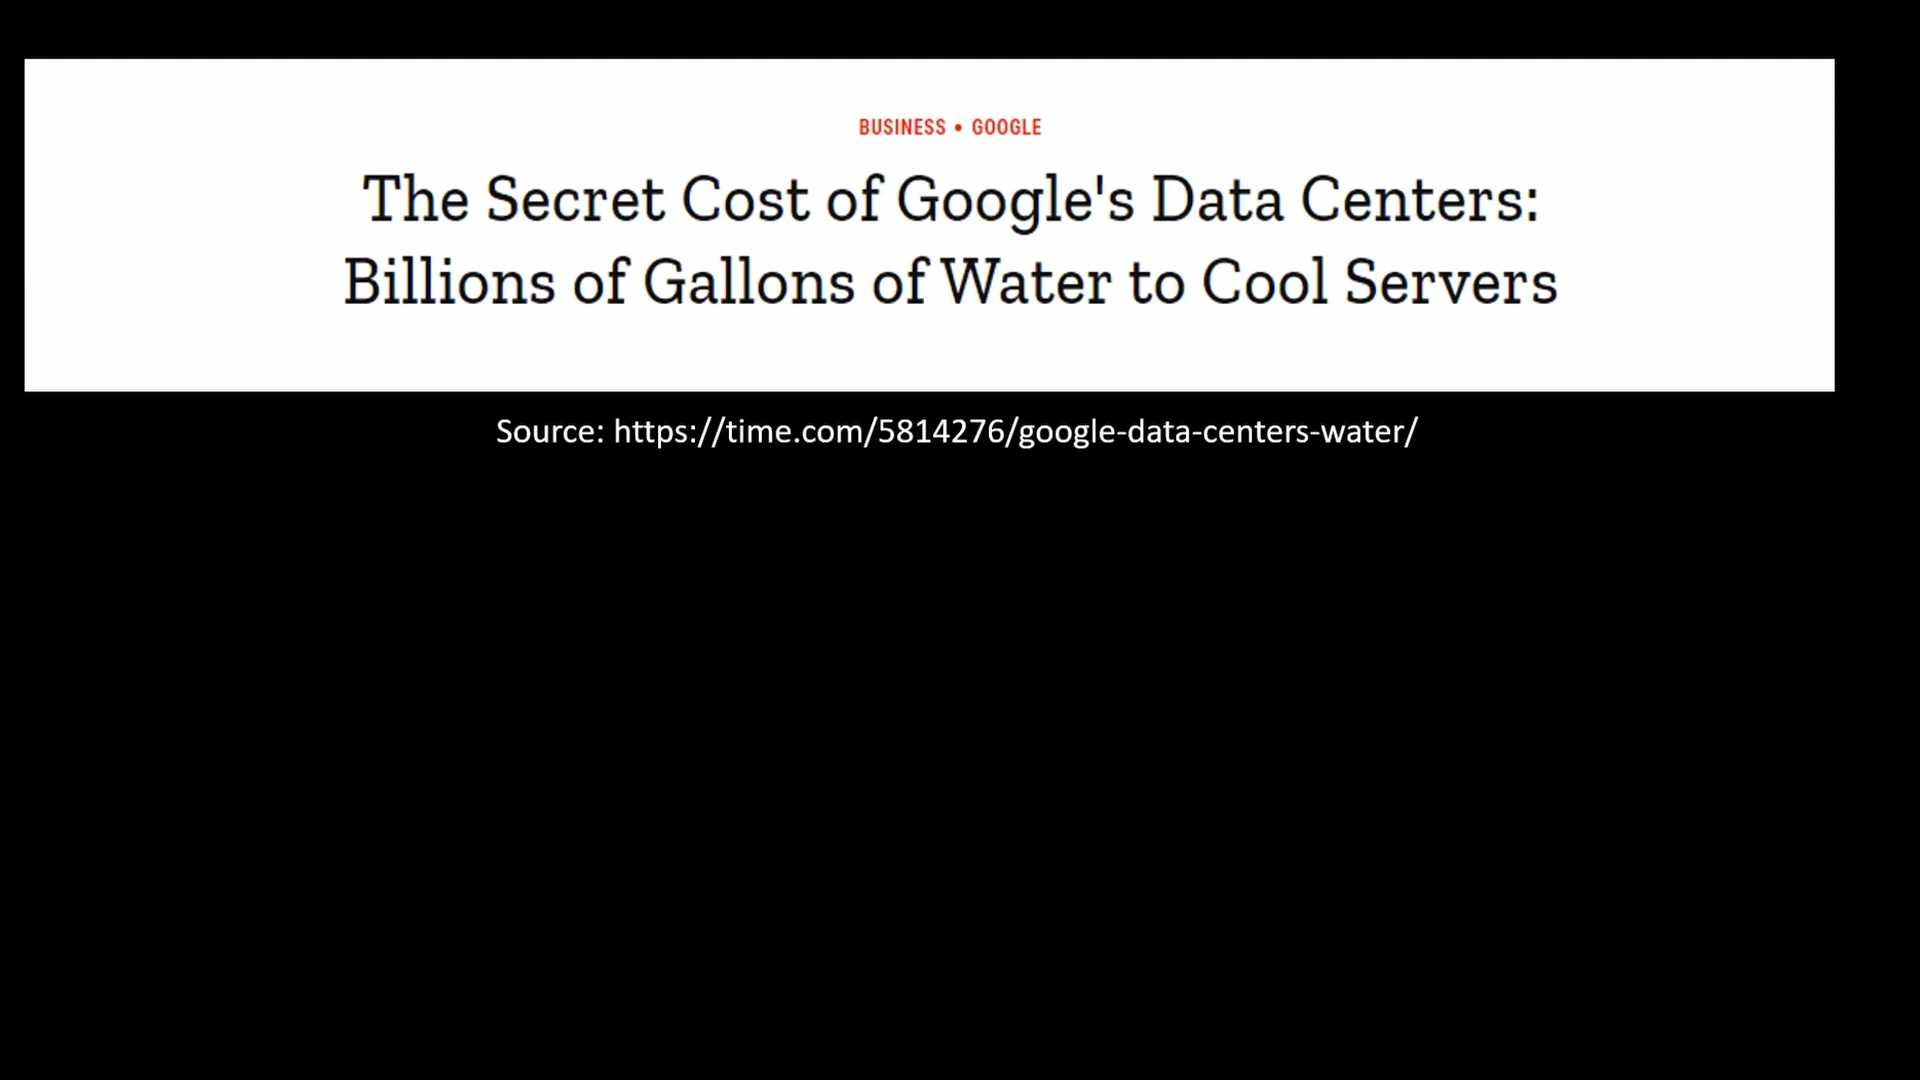 BUSINESS • GOOGLE
The Secret Cost of Google's Data Centers:
Billions of Gallons of Water to Cool Servers
Source: https://time.com/5814276/google-data-centers-water/